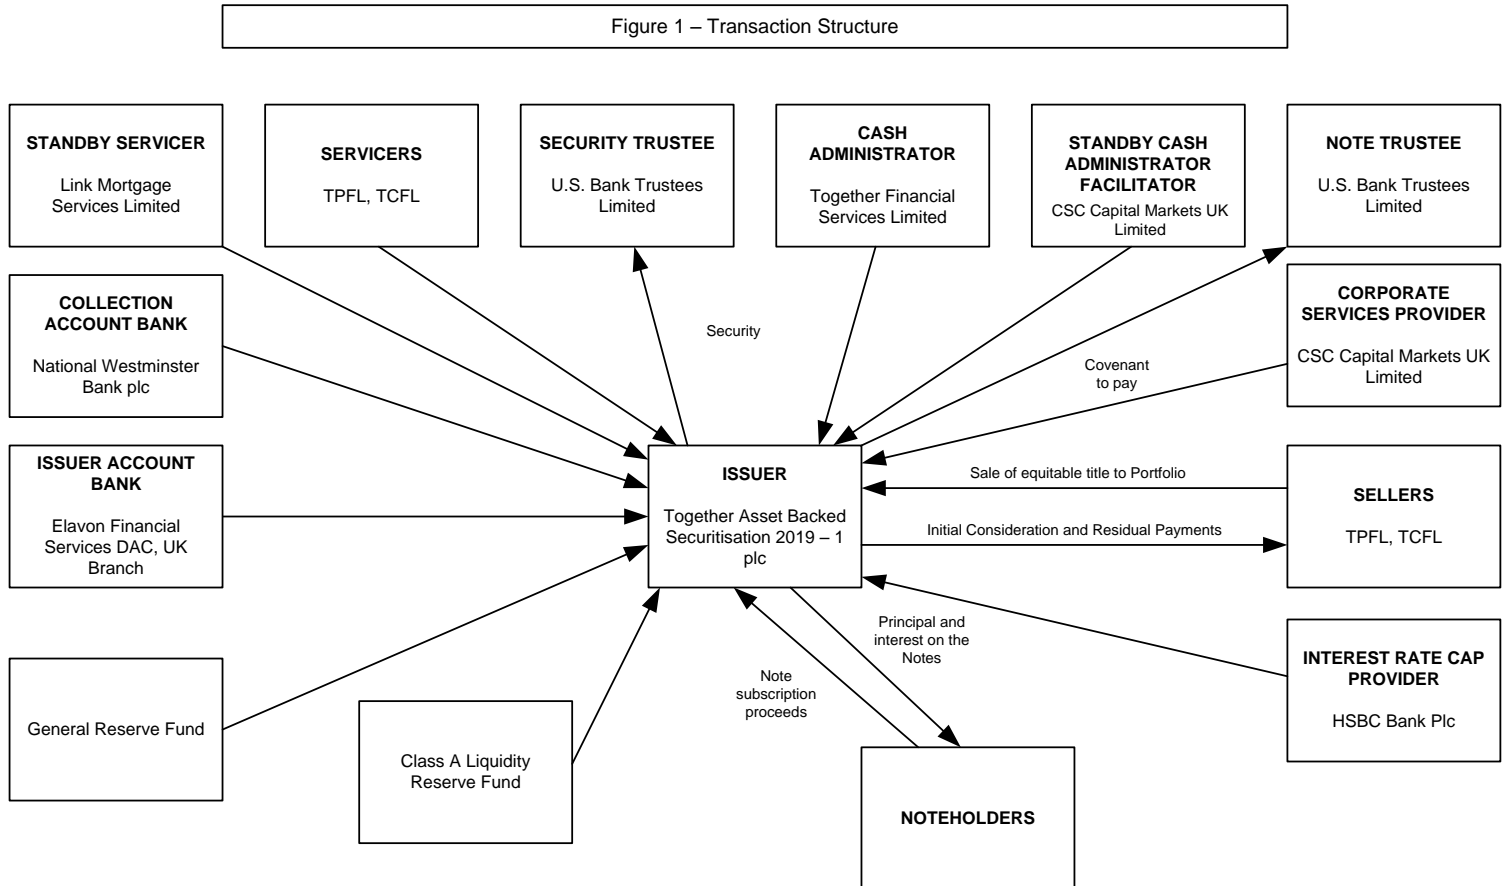 Figure 1 – Transaction Structure
STANDBY SERVICER
Link Mortgage
Services Limited
SERVICERS
TPFL, TCFL
SECURITY TRUSTEE
U.S. Bank Trustees
Limited
CASH
ADMINISTRATOR
Together Financial
Services Limited
STANDBY CASH
ADMINISTRATOR
FACILITATOR
CSC Capital Markets UK
Limited
NOTE TRUSTEE
U.S. Bank Trustees
Limited
COLLECTION
ACCOUNT BANK
National Westminster
Bank plc
Security
Covenant
to pay
CORPORATE
SERVICES PROVIDER
CSC Capital Markets UK
Limited
ISSUER ACCOUNT
BANK
Elavon Financial
Services DAC, UK
Branch
ISSUER
Together Asset Backed
Securitisation 2019 – 1
plc
Sale of equitable title to Portfolio
Initial Consideration and Residual Payments
SELLERS
TPFL, TCFL
General Reserve Fund
Class A Liquidity
Reserve Fund
Note
subscription
proceeds
Principal and
interest on the
Notes
INTEREST RATE CAP
PROVIDER
HSBC Bank Plc
NOTEHOLDERS